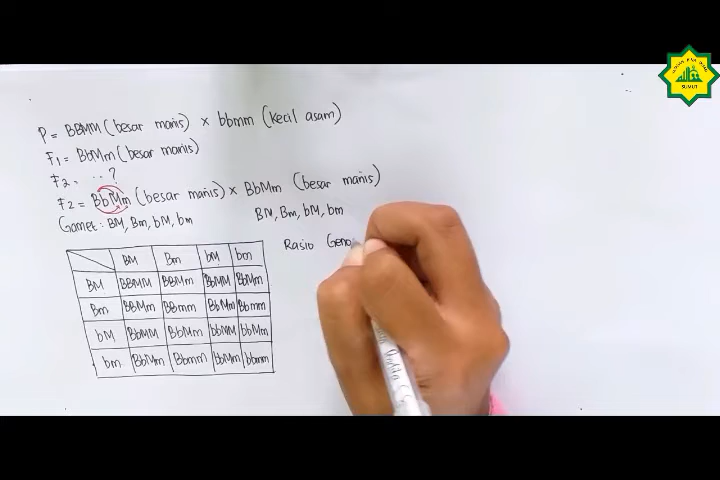 P = BBMM (besar manis) × bbmm (kecil asam)
F1 = BbMm (besar manis)
F2. . . . ?
F2 = BbMm (besar manis) × BbMm (besar manis)
Gamet : BM, Bm, bM, bm BM, Bm, bM, bm
Rasio Geno
BM Bm bM bm
BM BBMM BBMm BbMM BbMm
Bm BBMm BBmm BbMm Bbmm
bM BbMM BbMm bbMM bbMm
bm BbMm Bbmm bbMm bbmm
SUMUT